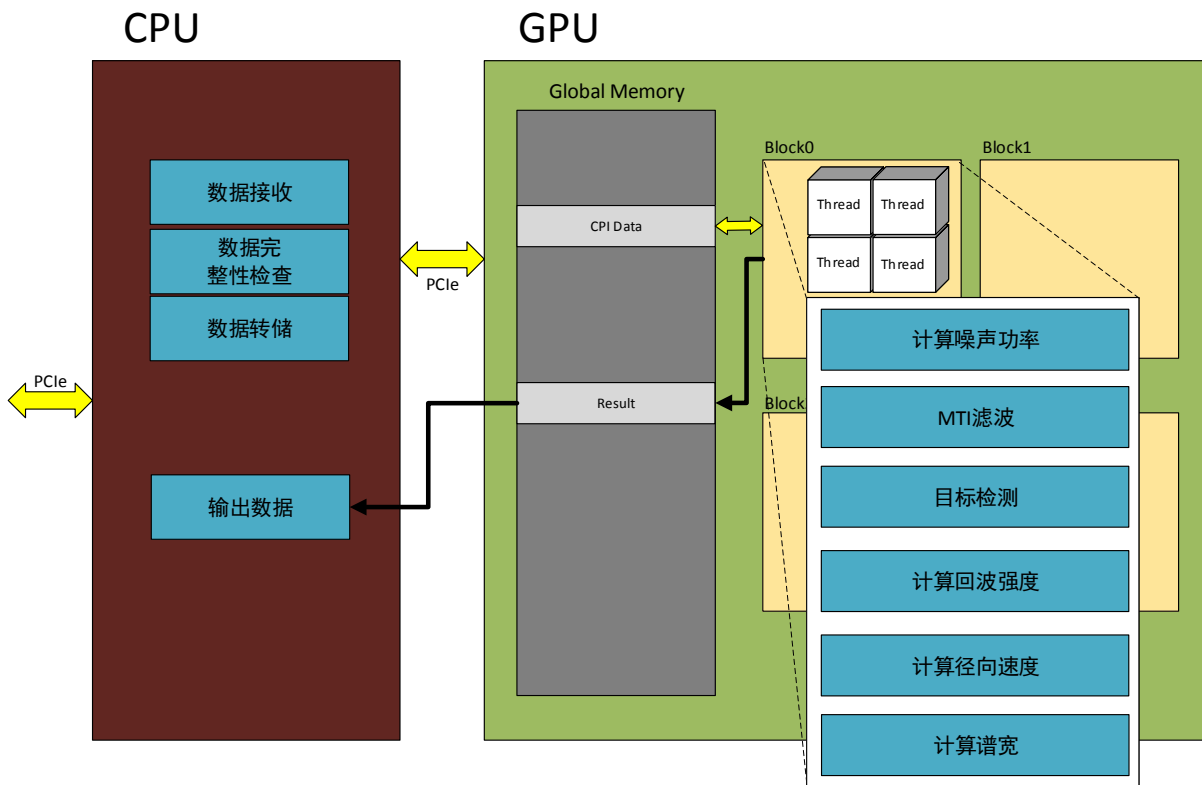 CPU
GPU
数据接收
数据完
整性检查
数据转储
输出数据
PCIe
PCIe
Global Memory
CPI Data
Result
Block0
Block1
Thread
Thread
Thread
Thread
Block
计算噪声功率
MTI滤波
目标检测
计算回波强度
计算径向速度
计算谱宽